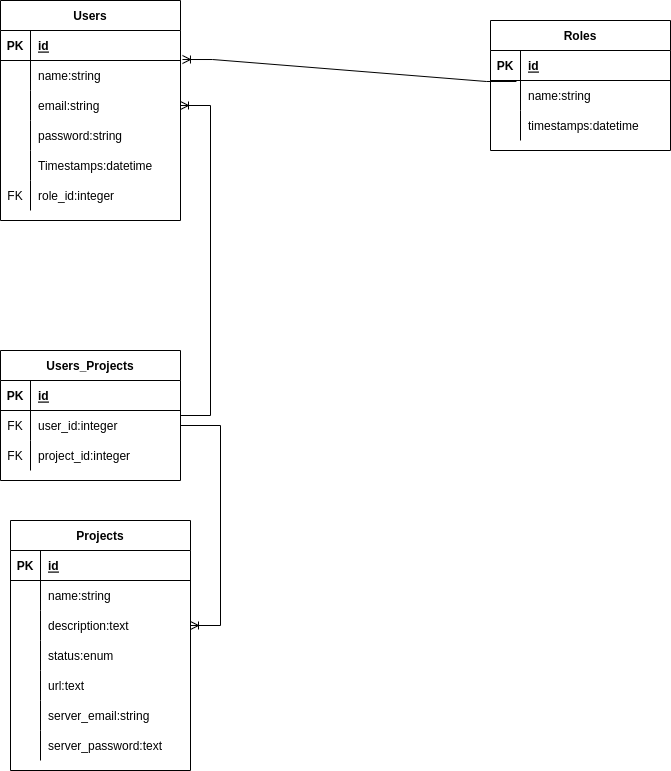 Users
PK id
name:string
email:string
password:string
Timestamps:datetime
FK role_id:integer
Roles
PK id
name:string
timestamps:datetime
Users_Projects
PK id
FK user_id:integer
FK project_id:integer
Projects
PK id
name:string
description:text
status:enum
url:text
server_email:string
server_password:text